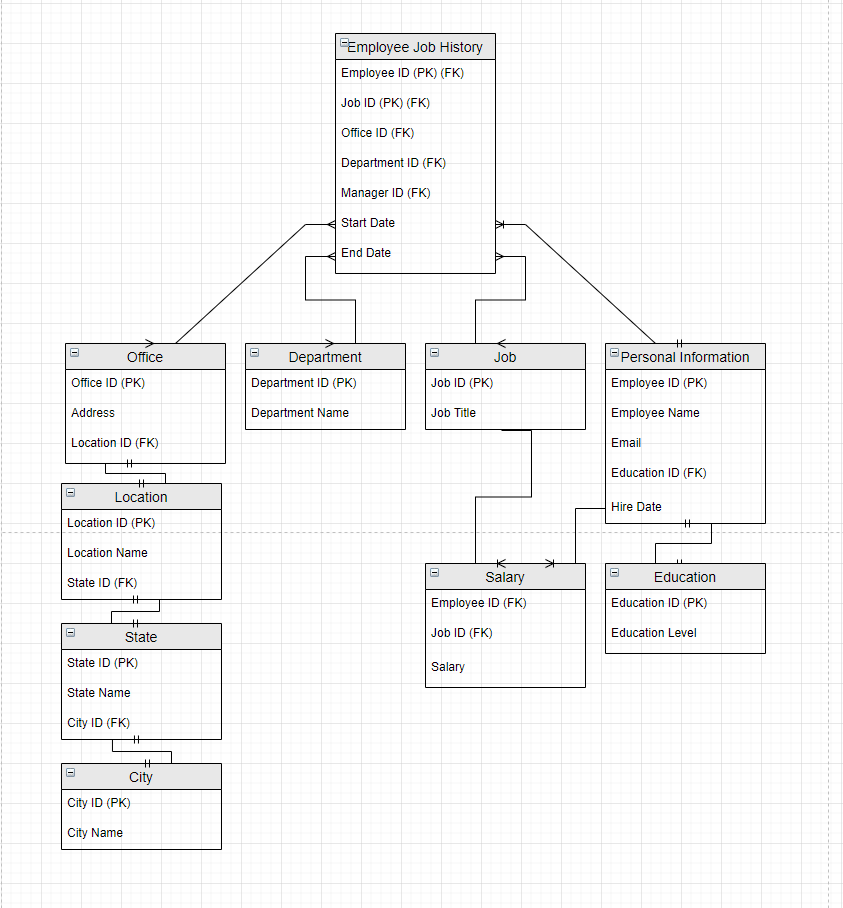 Employee Job History
Employee ID (PK) (FK)
Job ID (PK) (FK)
Office ID (FK)
Department ID (FK)
Manager ID (FK)
Start Date
End Date
Office
Office ID (PK)
Address
Location ID (FK)
Department
Department ID (PK)
Department Name
Job
Job ID (PK)
Job Title
Personal Information
Employee ID (PK)
Employee Name
Email
Education ID (FK)
Hire Date
Location
Location ID (PK)
Location Name
State ID (FK)
Salary
Employee ID (FK)
Job ID (FK)
Salary
Education
Education ID (PK)
Education Level
State
State ID (PK)
State Name
City ID (FK)
City
City ID (PK)
City Name